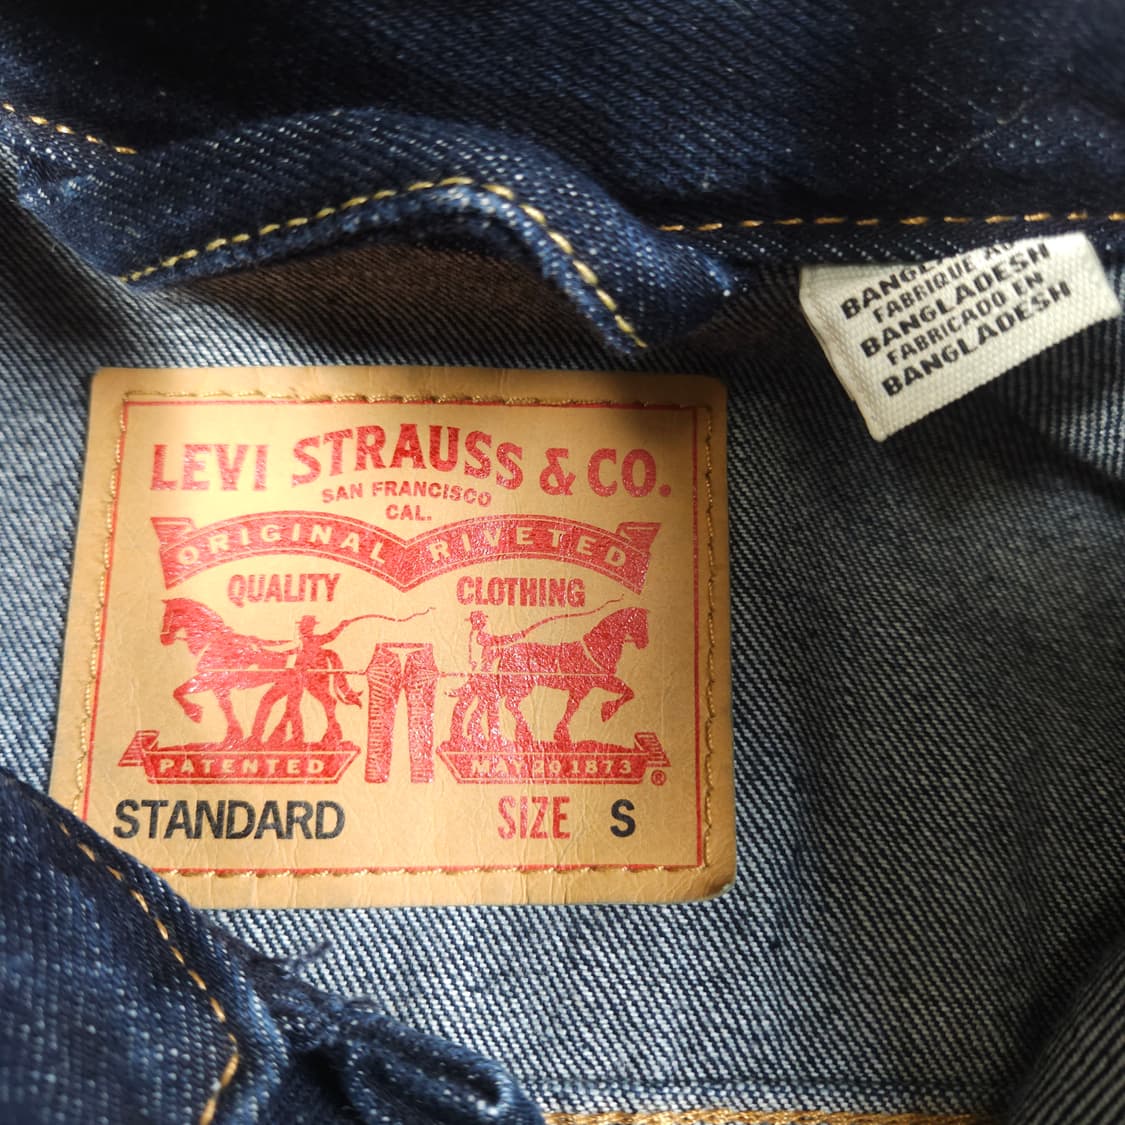 LEVI STRAUSS & CO.
SAN FRANCISCO
CAL.
ORIGINAL RIVETED
QUALITY CLOTHING
PATENTED MAY 20 1873 ®
STANDARD SIZE S
FABRIQUE AU
BANGLADESH
FABRICADO EN
BANGLADESH